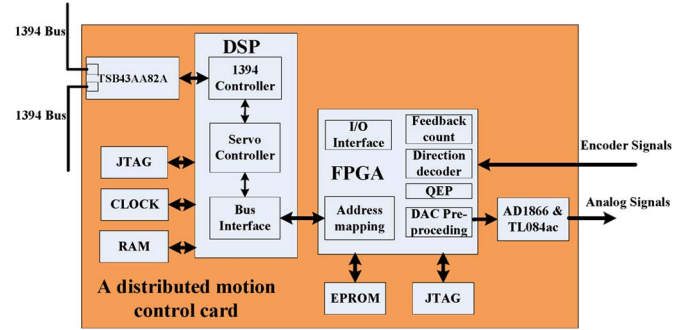 1394 Bus
1394 Bus
TSB43AA82A
DSP
1394
Controller
Servo
Controller
Bus
Interface
JTAG
CLOCK
RAM
I/O
Interface
FPGA
Address
mapping
Feedback
count
Direction
decoder
QEP
DAC Pre-
proceding
Encoder Signals
Analog Signals
AD1866 &
TL084ac
EPROM
JTAG
A distributed motion
control card